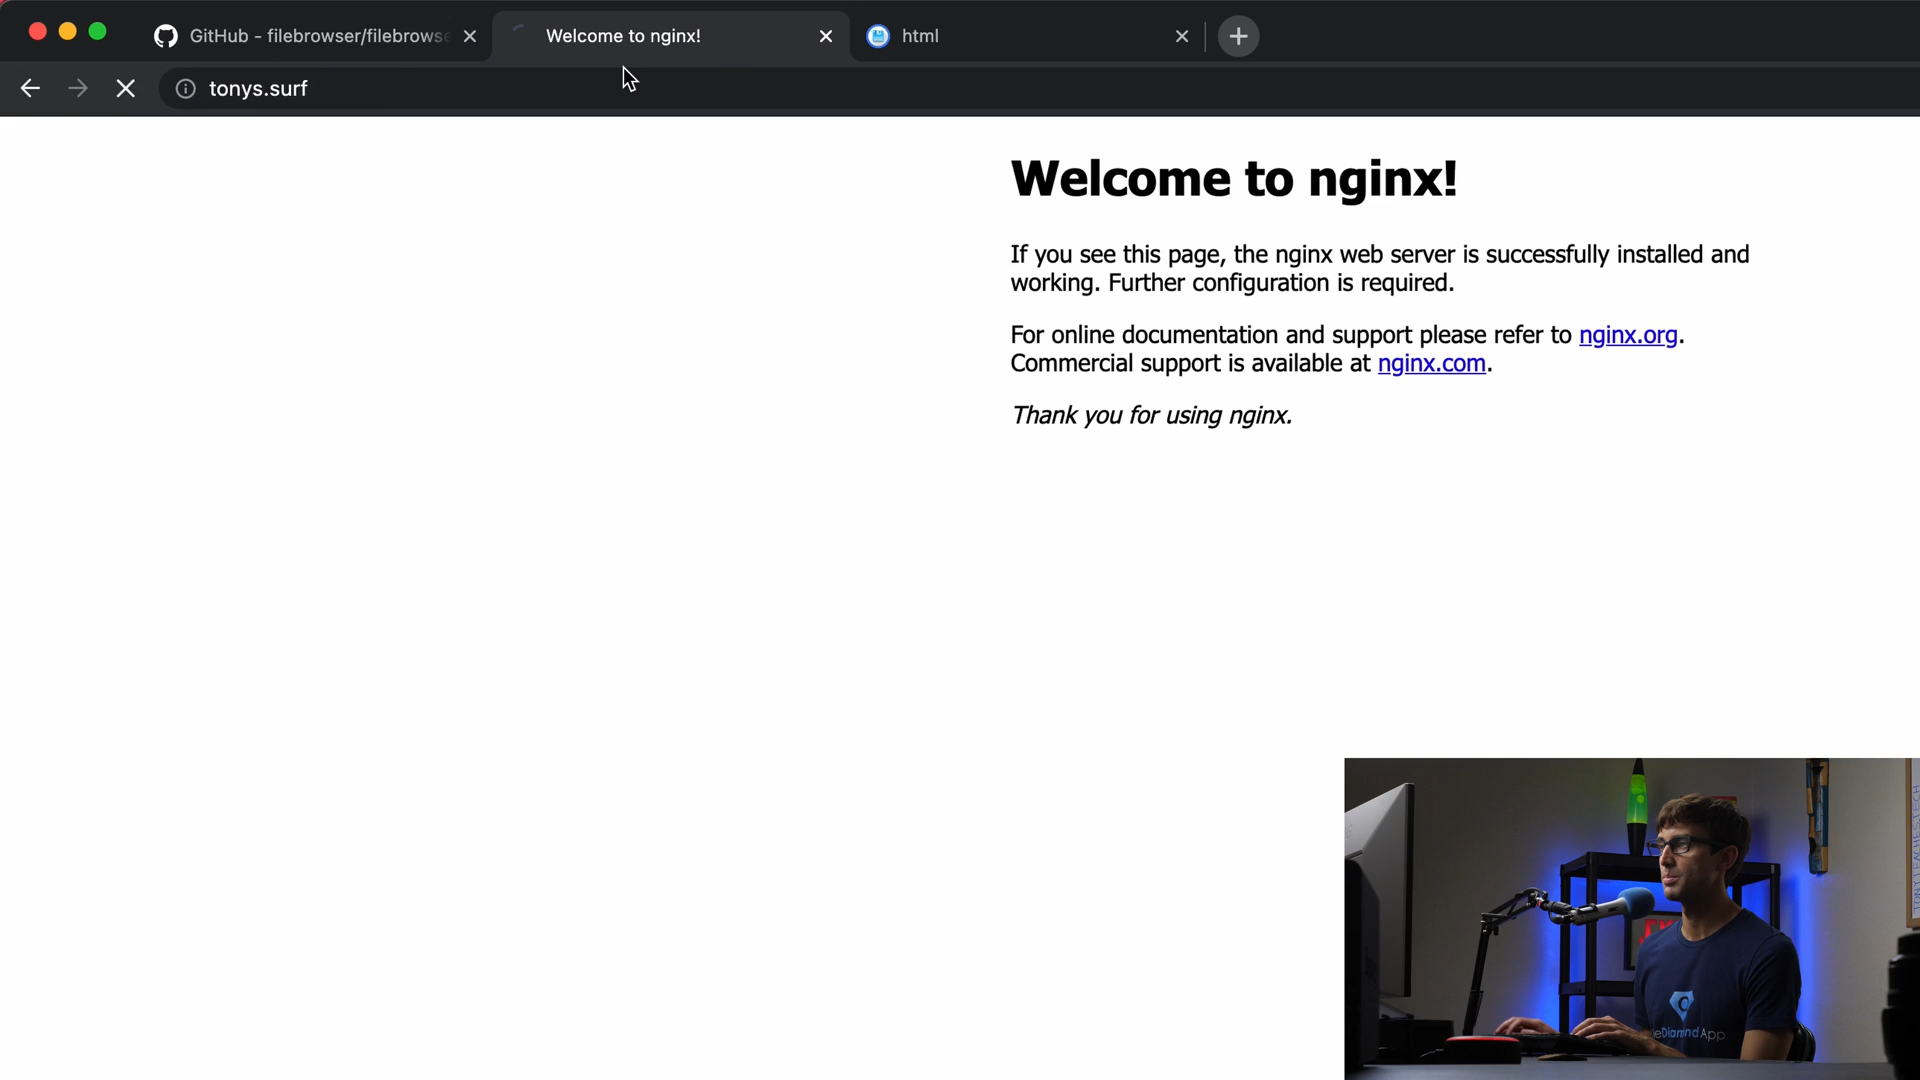 GitHub - filebrowser/filebrowse
Welcome to nginx!
html
tonys.surf
Welcome to nginx!
If you see this page, the nginx web server is successfully installed and
working. Further configuration is required.
For online documentation and support please refer to nginx.org.
Commercial support is available at nginx.com.
Thank you for using nginx.
eDiamondApp